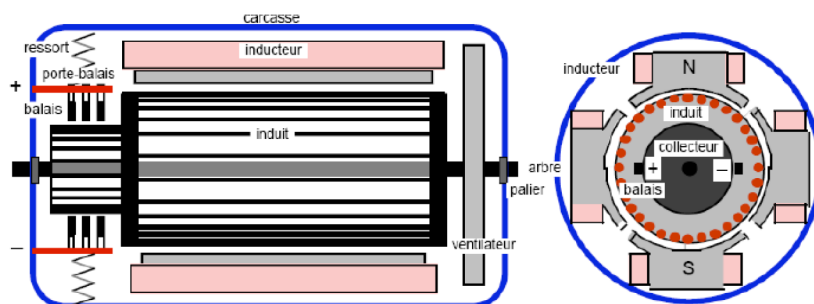 carcasse
ressort
inducteur
porte-balais
+
balais
induit
arbre
palier
–
ventilateur
inducteur
N
induit
collecteur
+
–
balais
S